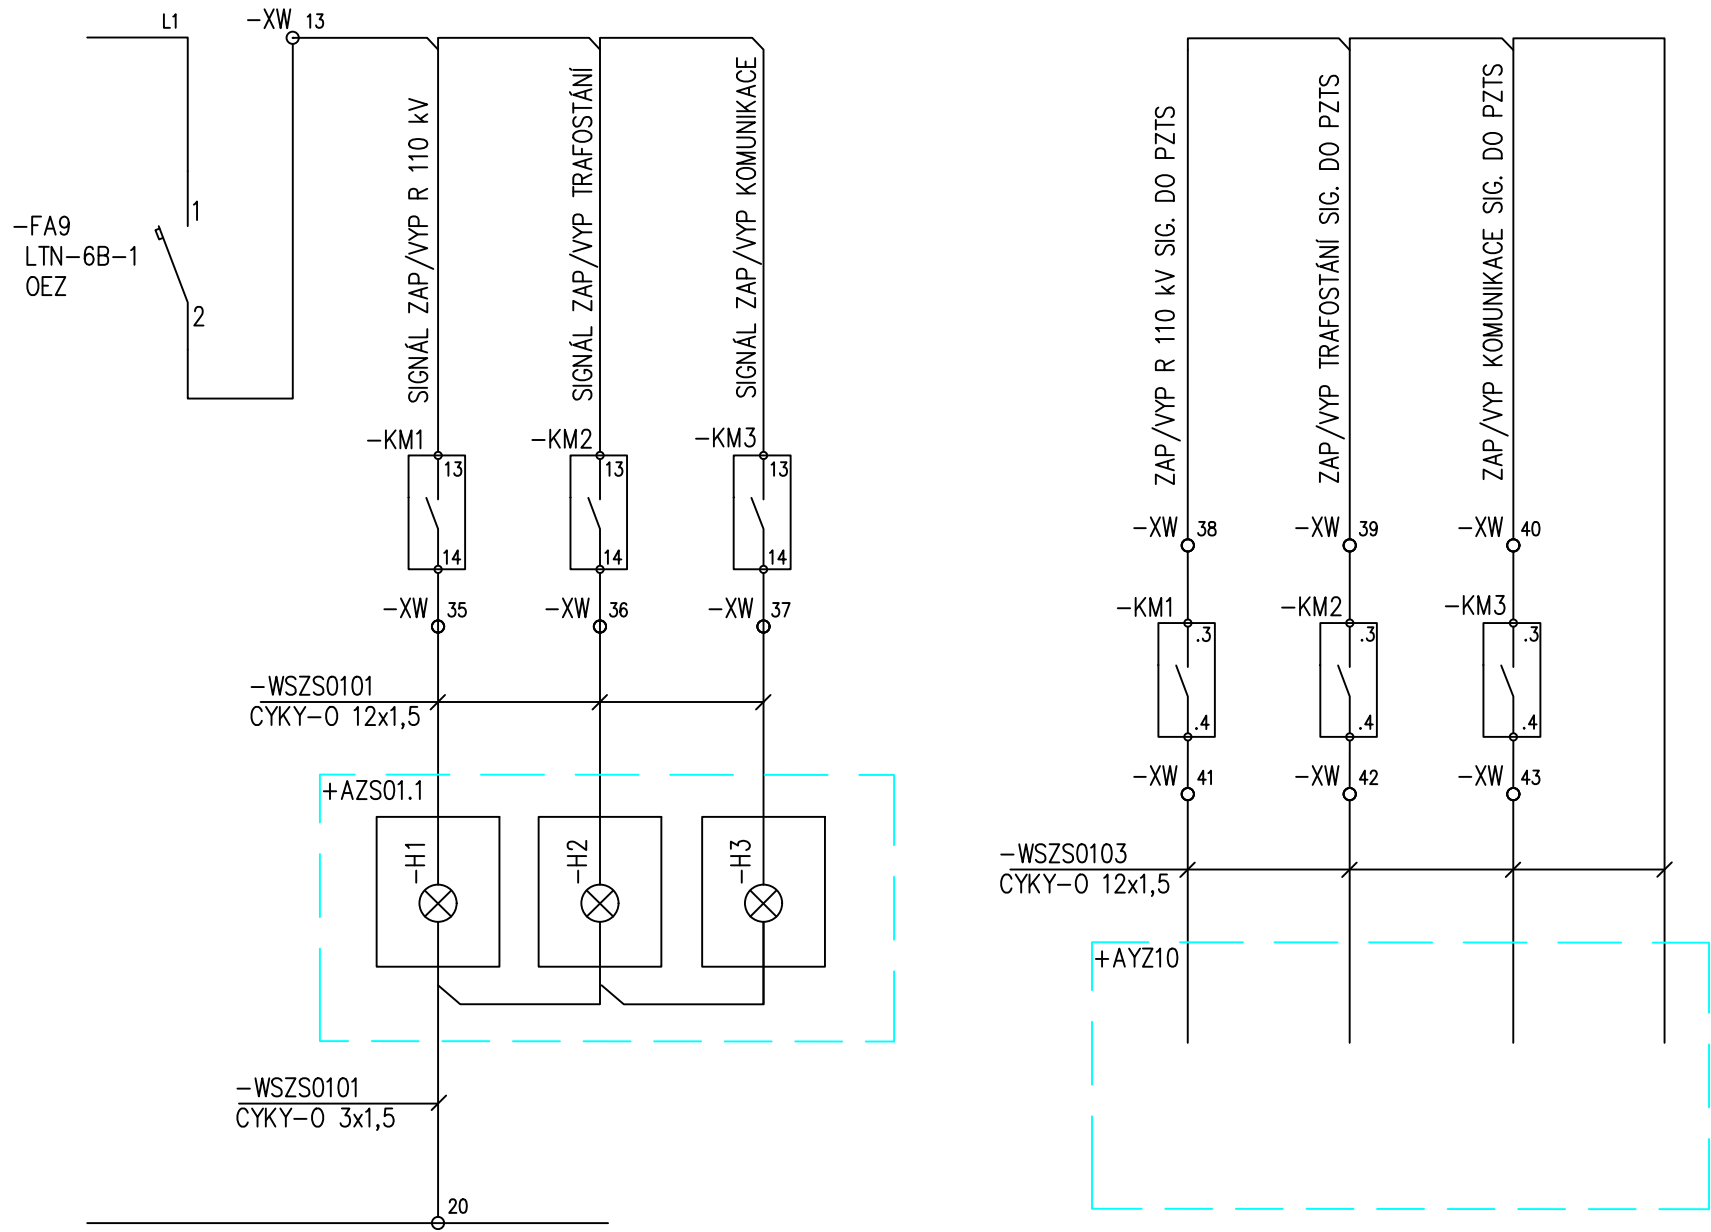 L1
-XW 13
-FA9
LTN-6B-1
OEZ
1
2
SIGNÁL ZAP/VYP R 110 kV
SIGNÁL ZAP/VYP TRAFOSTÁNÍ
SIGNÁL ZAP/VYP KOMUNIKACE
-KM1
13
14
-KM2
13
14
-KM3
13
14
-XW 35
-XW 36
-XW 37
-WSZS0101
CYKY-O 12x1,5
+AZS01.1
-H1
-H2
-H3
-WSZS0101
CYKY-O 3x1,5
20
ZAP/VYP R 110 kV SIG. DO PZTS
ZAP/VYP TRAFOSTÁNÍ SIG. DO PZTS
ZAP/VYP KOMUNIKACE SIG. DO PZTS
-XW 38
-XW 39
-XW 40
-KM1
.3
.4
-KM2
.3
.4
-KM3
.3
.4
-XW 41
-XW 42
-XW 43
-WSZS0103
CYKY-O 12x1,5
+AYZ10